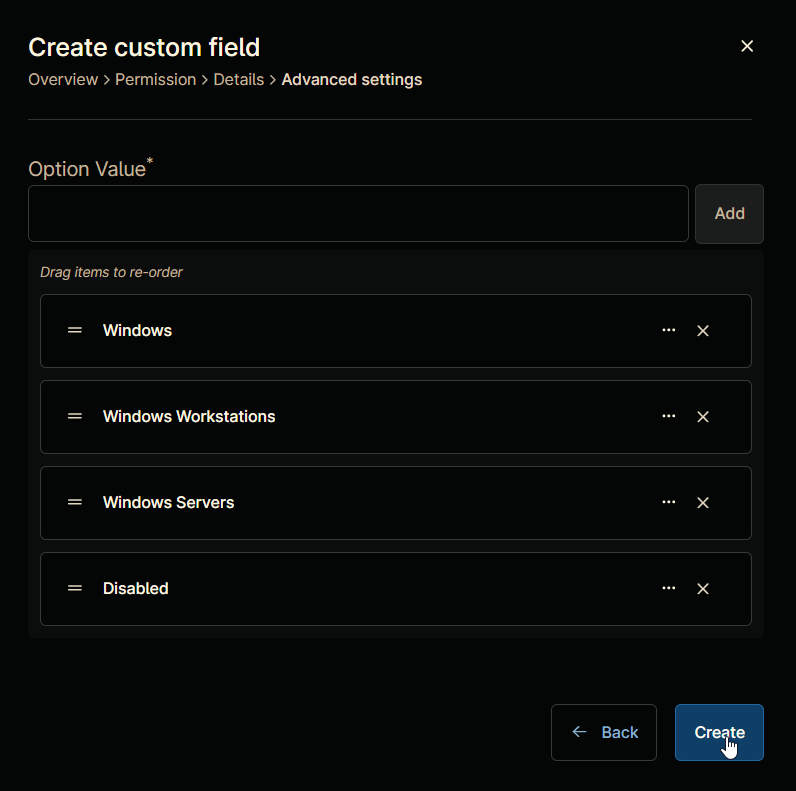 Create custom field
Overview > Permission > Details > Advanced settings
Option Value*
Add
Drag items to re-order
Windows
Windows Workstations
Windows Servers
Disabled
Back
Create